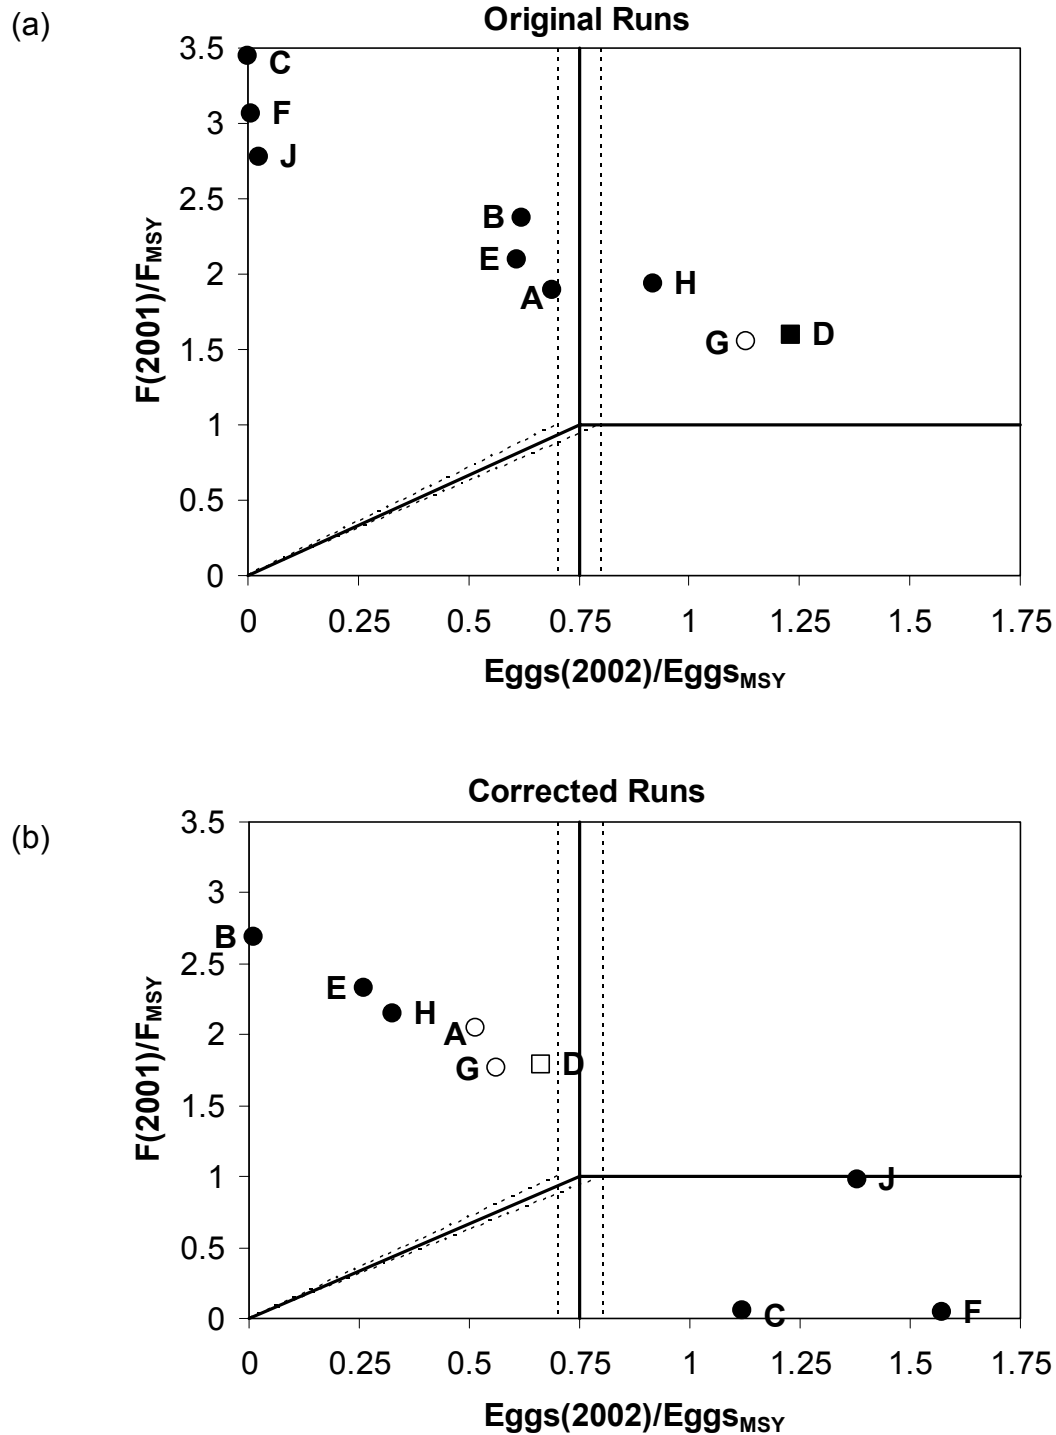 (a)
Original Runs
3.5
3
2.5
2
1.5
1
0.5
0
F(2001)/FMSY
C
F
J
B
E
A
H
G
D
0 0.25 0.5 0.75 1 1.25 1.5 1.75
Eggs(2002)/EggsMSY
(b)
Corrected Runs
3.5
3
2.5
2
1.5
1
0.5
0
F(2001)/FMSY
B
E
H
A
G
D
J
C
F
0 0.25 0.5 0.75 1 1.25 1.5 1.75
Eggs(2002)/EggsMSY